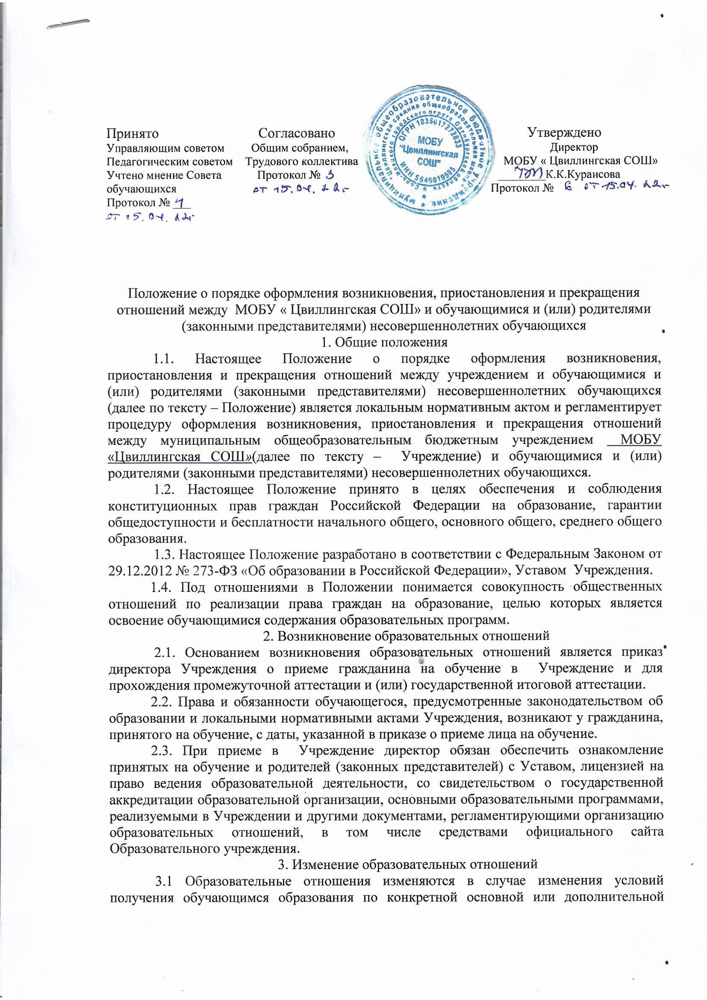 Принято
Управляющим советом
Педагогическим советом
Учтено мнение Совета
обучающихся
Протокол № 4
от 15.04.22г
Согласовано
Общим собранием,
Трудового коллектива
Протокол № 3
от 15.04.22г
муниципальное общеобразовательное бюджетное учреждение
"Цвиллингская средняя общеобразовательная школа"
Соль-Илецкого городского округа Оренбургской области
ОГРН 1035617272633
МОБУ
"Цвиллингская
СОШ"
ИНН 5646010595
Утверждено
Директор
МОБУ « Цвиллингская СОШ»
________К.К.Кураисова
Протокол № 6 от 15.04.22г
Положение о порядке оформления возникновения, приостановления и прекращения
отношений между МОБУ « Цвиллингская СОШ» и обучающимися и (или) родителями
(законными представителями) несовершеннолетних обучающихся
1. Общие положения
1.1. Настоящее Положение о порядке оформления возникновения,
приостановления и прекращения отношений между учреждением и обучающимися и
(или) родителями (законными представителями) несовершеннолетних обучающихся
(далее по тексту – Положение) является локальным нормативным актом и регламентирует
процедуру оформления возникновения, приостановления и прекращения отношений
между муниципальным общеобразовательным бюджетным учреждением МОБУ
«Цвиллингская СОШ»(далее по тексту – Учреждение) и обучающимися и (или)
родителями (законными представителями) несовершеннолетних обучающихся.
1.2. Настоящее Положение принято в целях обеспечения и соблюдения
конституционных прав граждан Российской Федерации на образование, гарантии
общедоступности и бесплатности начального общего, основного общего, среднего общего
образования.
1.3. Настоящее Положение разработано в соответствии с Федеральным Законом от
29.12.2012 № 273-ФЗ «Об образовании в Российской Федерации», Уставом Учреждения.
1.4. Под отношениями в Положении понимается совокупность общественных
отношений по реализации права граждан на образование, целью которых является
освоение обучающимися содержания образовательных программ.
2. Возникновение образовательных отношений
2.1. Основанием возникновения образовательных отношений является приказ
директора Учреждения о приеме гражданина на обучение в Учреждение и для
прохождения промежуточной аттестации и (или) государственной итоговой аттестации.
2.2. Права и обязанности обучающегося, предусмотренные законодательством об
образовании и локальными нормативными актами Учреждения, возникают у гражданина,
принятого на обучение, с даты, указанной в приказе о приеме лица на обучение.
2.3. При приеме в Учреждение директор обязан обеспечить ознакомление
принятых на обучение и родителей (законных представителей) с Уставом, лицензией на
право ведения образовательной деятельности, со свидетельством о государственной
аккредитации образовательной организации, основными образовательными программами,
реализуемыми в Учреждении и другими документами, регламентирующими организацию
образовательных отношений, в том числе средствами официального сайта
Образовательного учреждения.
3. Изменение образовательных отношений
3.1 Образовательные отношения изменяются в случае изменения условий
получения обучающимся образования по конкретной основной или дополнительной